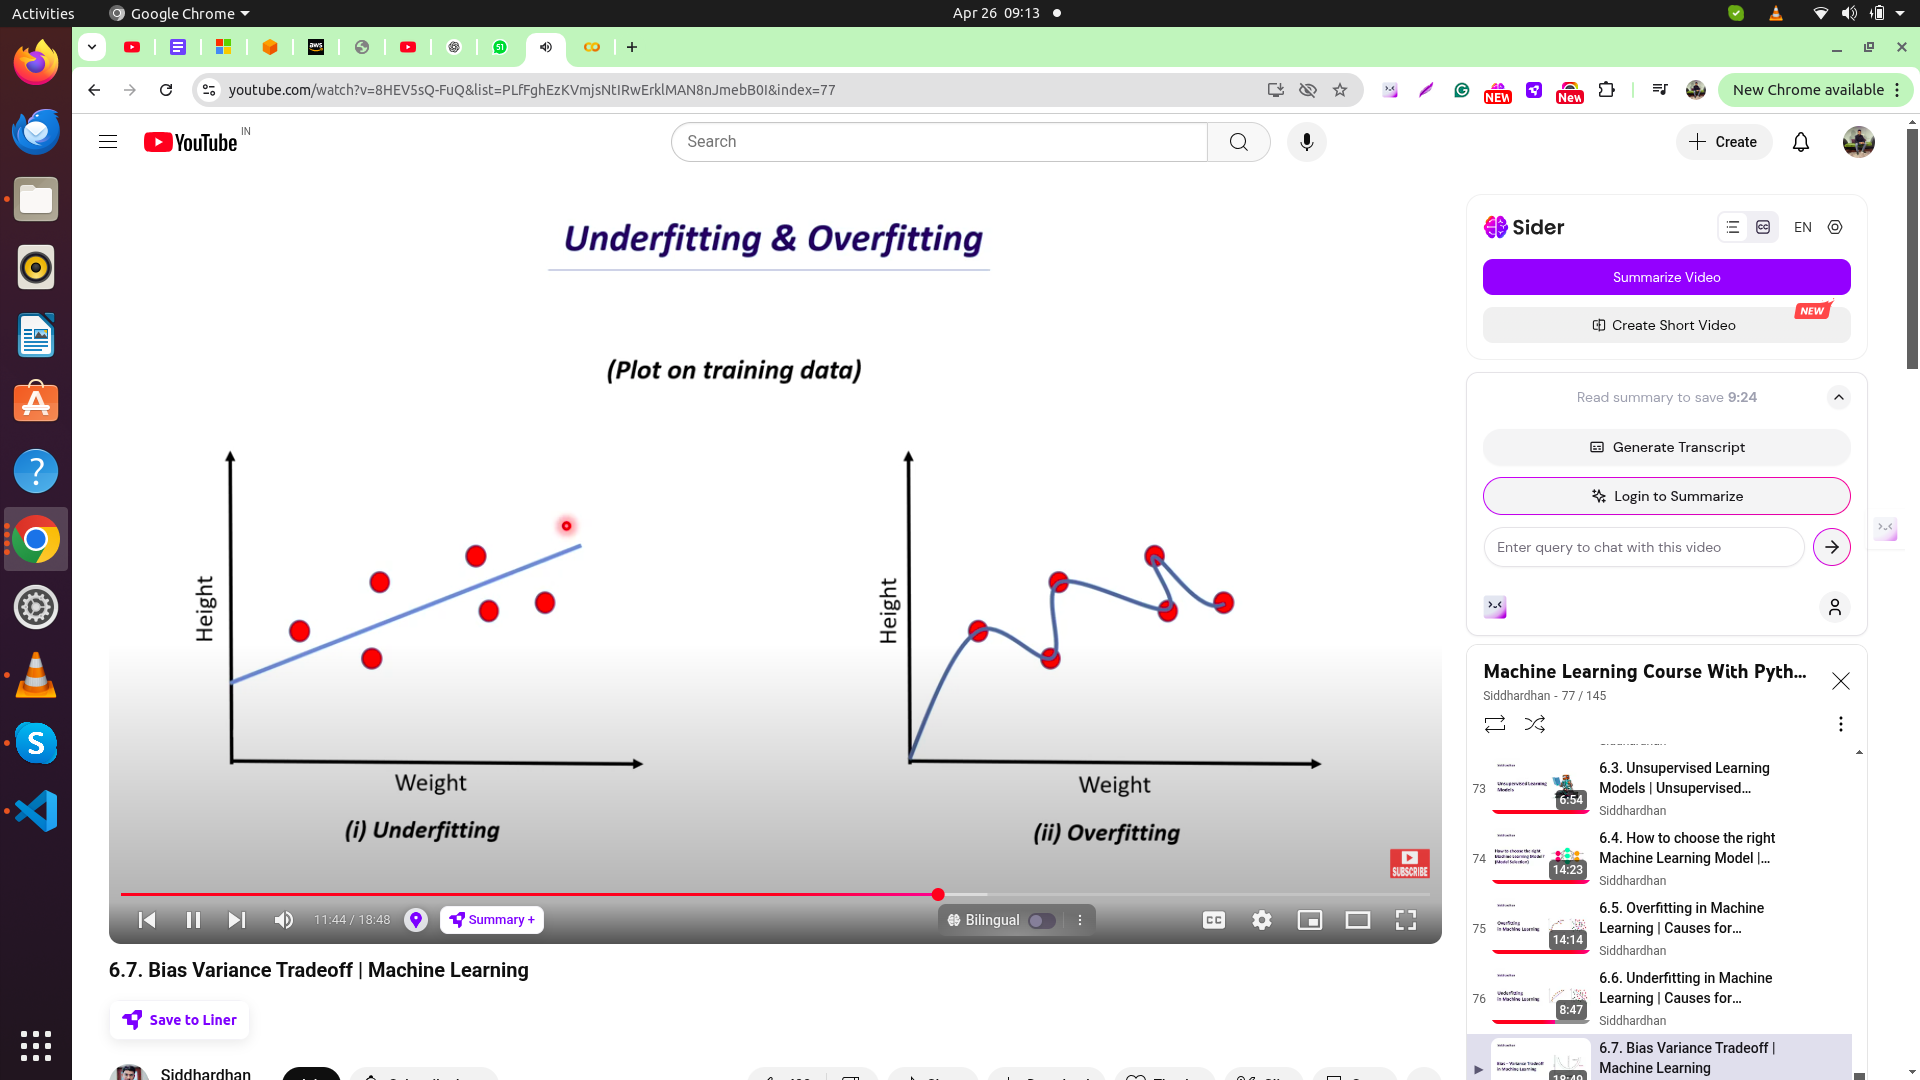 Activities
Google Chrome
Apr 26 09:13
51
aws
youtube.com/watch?v=8HEV5sQ-FuQ&list=PLfFghEzKVmjsNtIRwErklMAN8nJmebB0I&index=77
NEW
New
New Chrome available
YouTube
IN
Search
Create
Underfitting & Overfitting
(Plot on training data)
Height
Weight
(i) Underfitting
Height
Weight
(ii) Overfitting
SUBSCRIBE
11:44 / 18:48
Summary +
Bilingual
CC
6.7. Bias Variance Tradeoff | Machine Learning
Save to Liner
Siddhardhan
Sider
EN
Summarize Video
NEW
Create Short Video
Read summary to save 9:24
Generate Transcript
Login to Summarize
Enter query to chat with this video
Machine Learning Course With Pyth...
Siddhardhan - 77 / 145
73
6:54
6.3. Unsupervised Learning
Models | Unsupervised...
Siddhardhan
74
14:23
6.4. How to choose the right
Machine Learning Model |...
Siddhardhan
75
14:14
6.5. Overfitting in Machine
Learning | Causes for...
Siddhardhan
76
8:47
6.6. Underfitting in Machine
Learning | Causes for...
Siddhardhan
6.7. Bias Variance Tradeoff |
Machine Learning